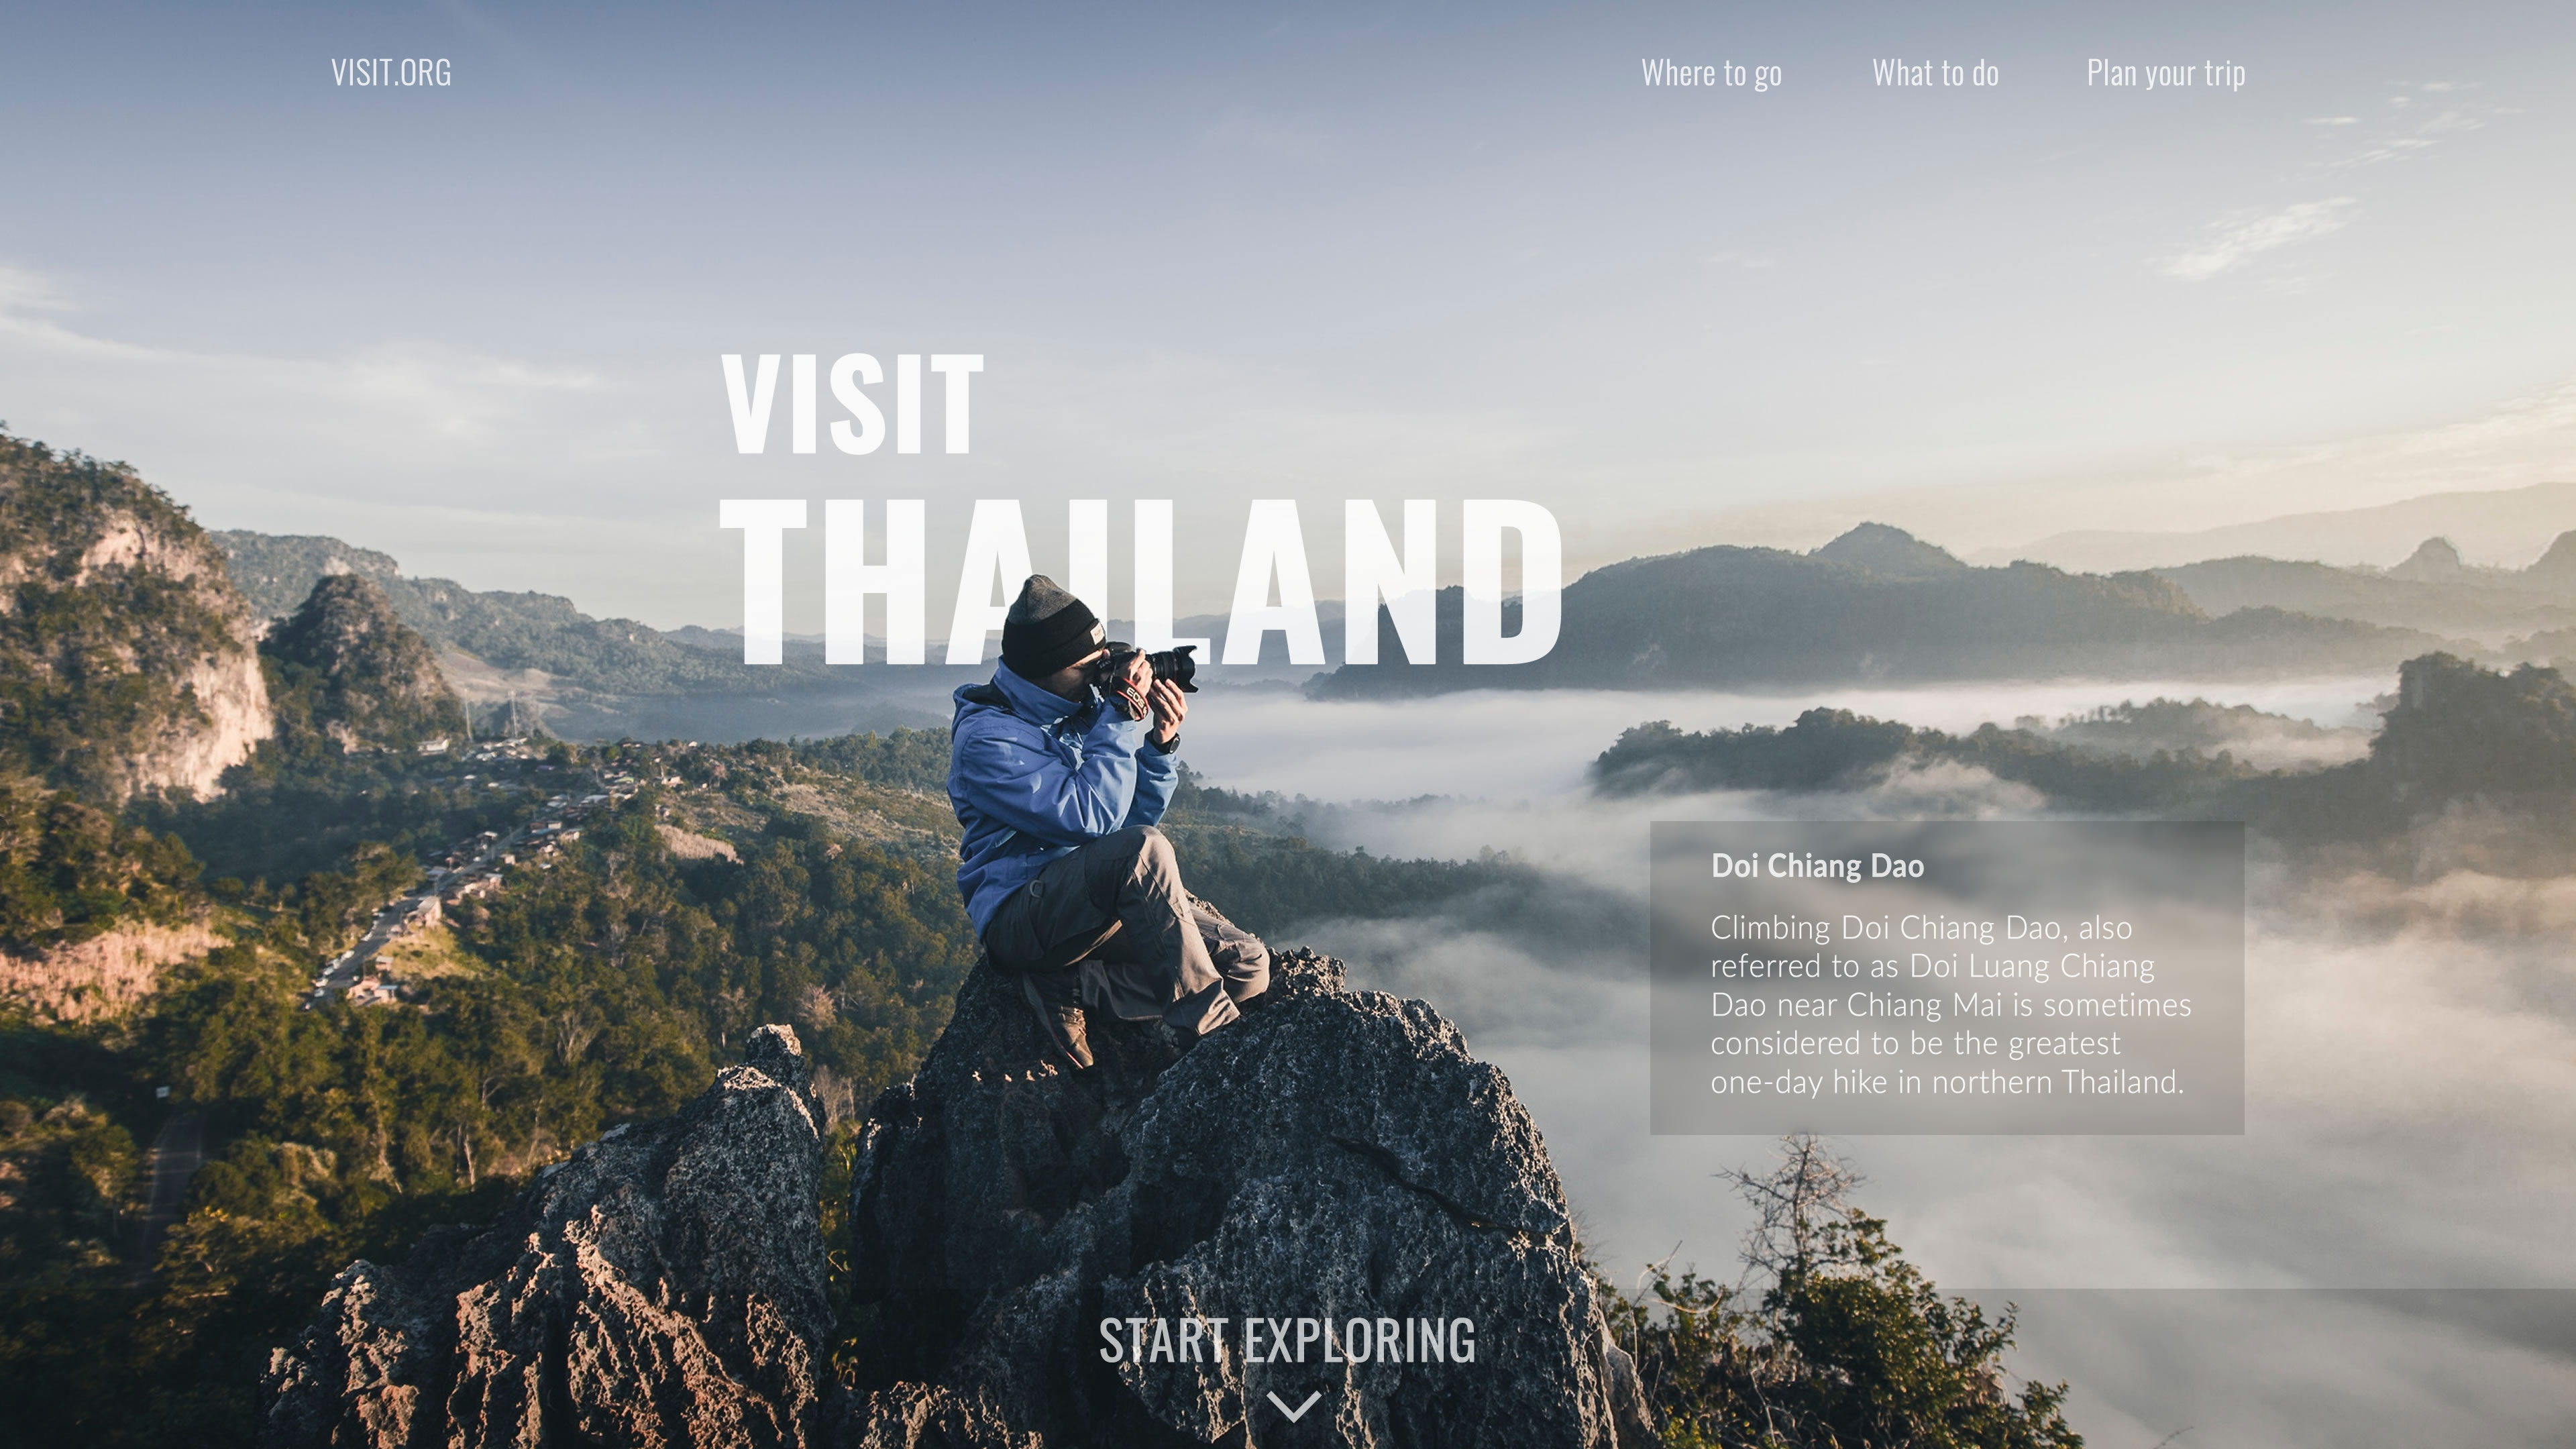 VISIT.ORG
Where to go
What to do
Plan your trip
VISIT
THAILAND
Doi Chiang Dao
Climbing Doi Chiang Dao, also
referred to as Doi Luang Chiang
Dao near Chiang Mai is sometimes
considered to be the greatest
one-day hike in northern Thailand.
START EXPLORING